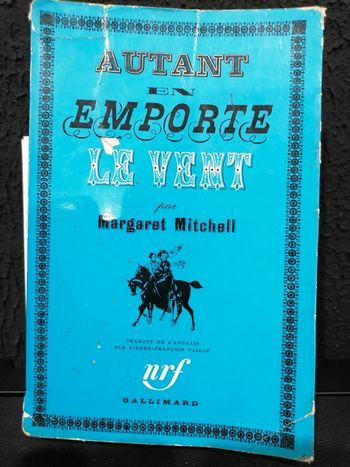 AUTANT
EN
EMPORTE
LE VENT
par
Margaret Mitchell
TRADUIT DE L'ANGLAIS
PAR PIERRE-FRANÇOIS CAILLÉ
nrf
GALLIMARD